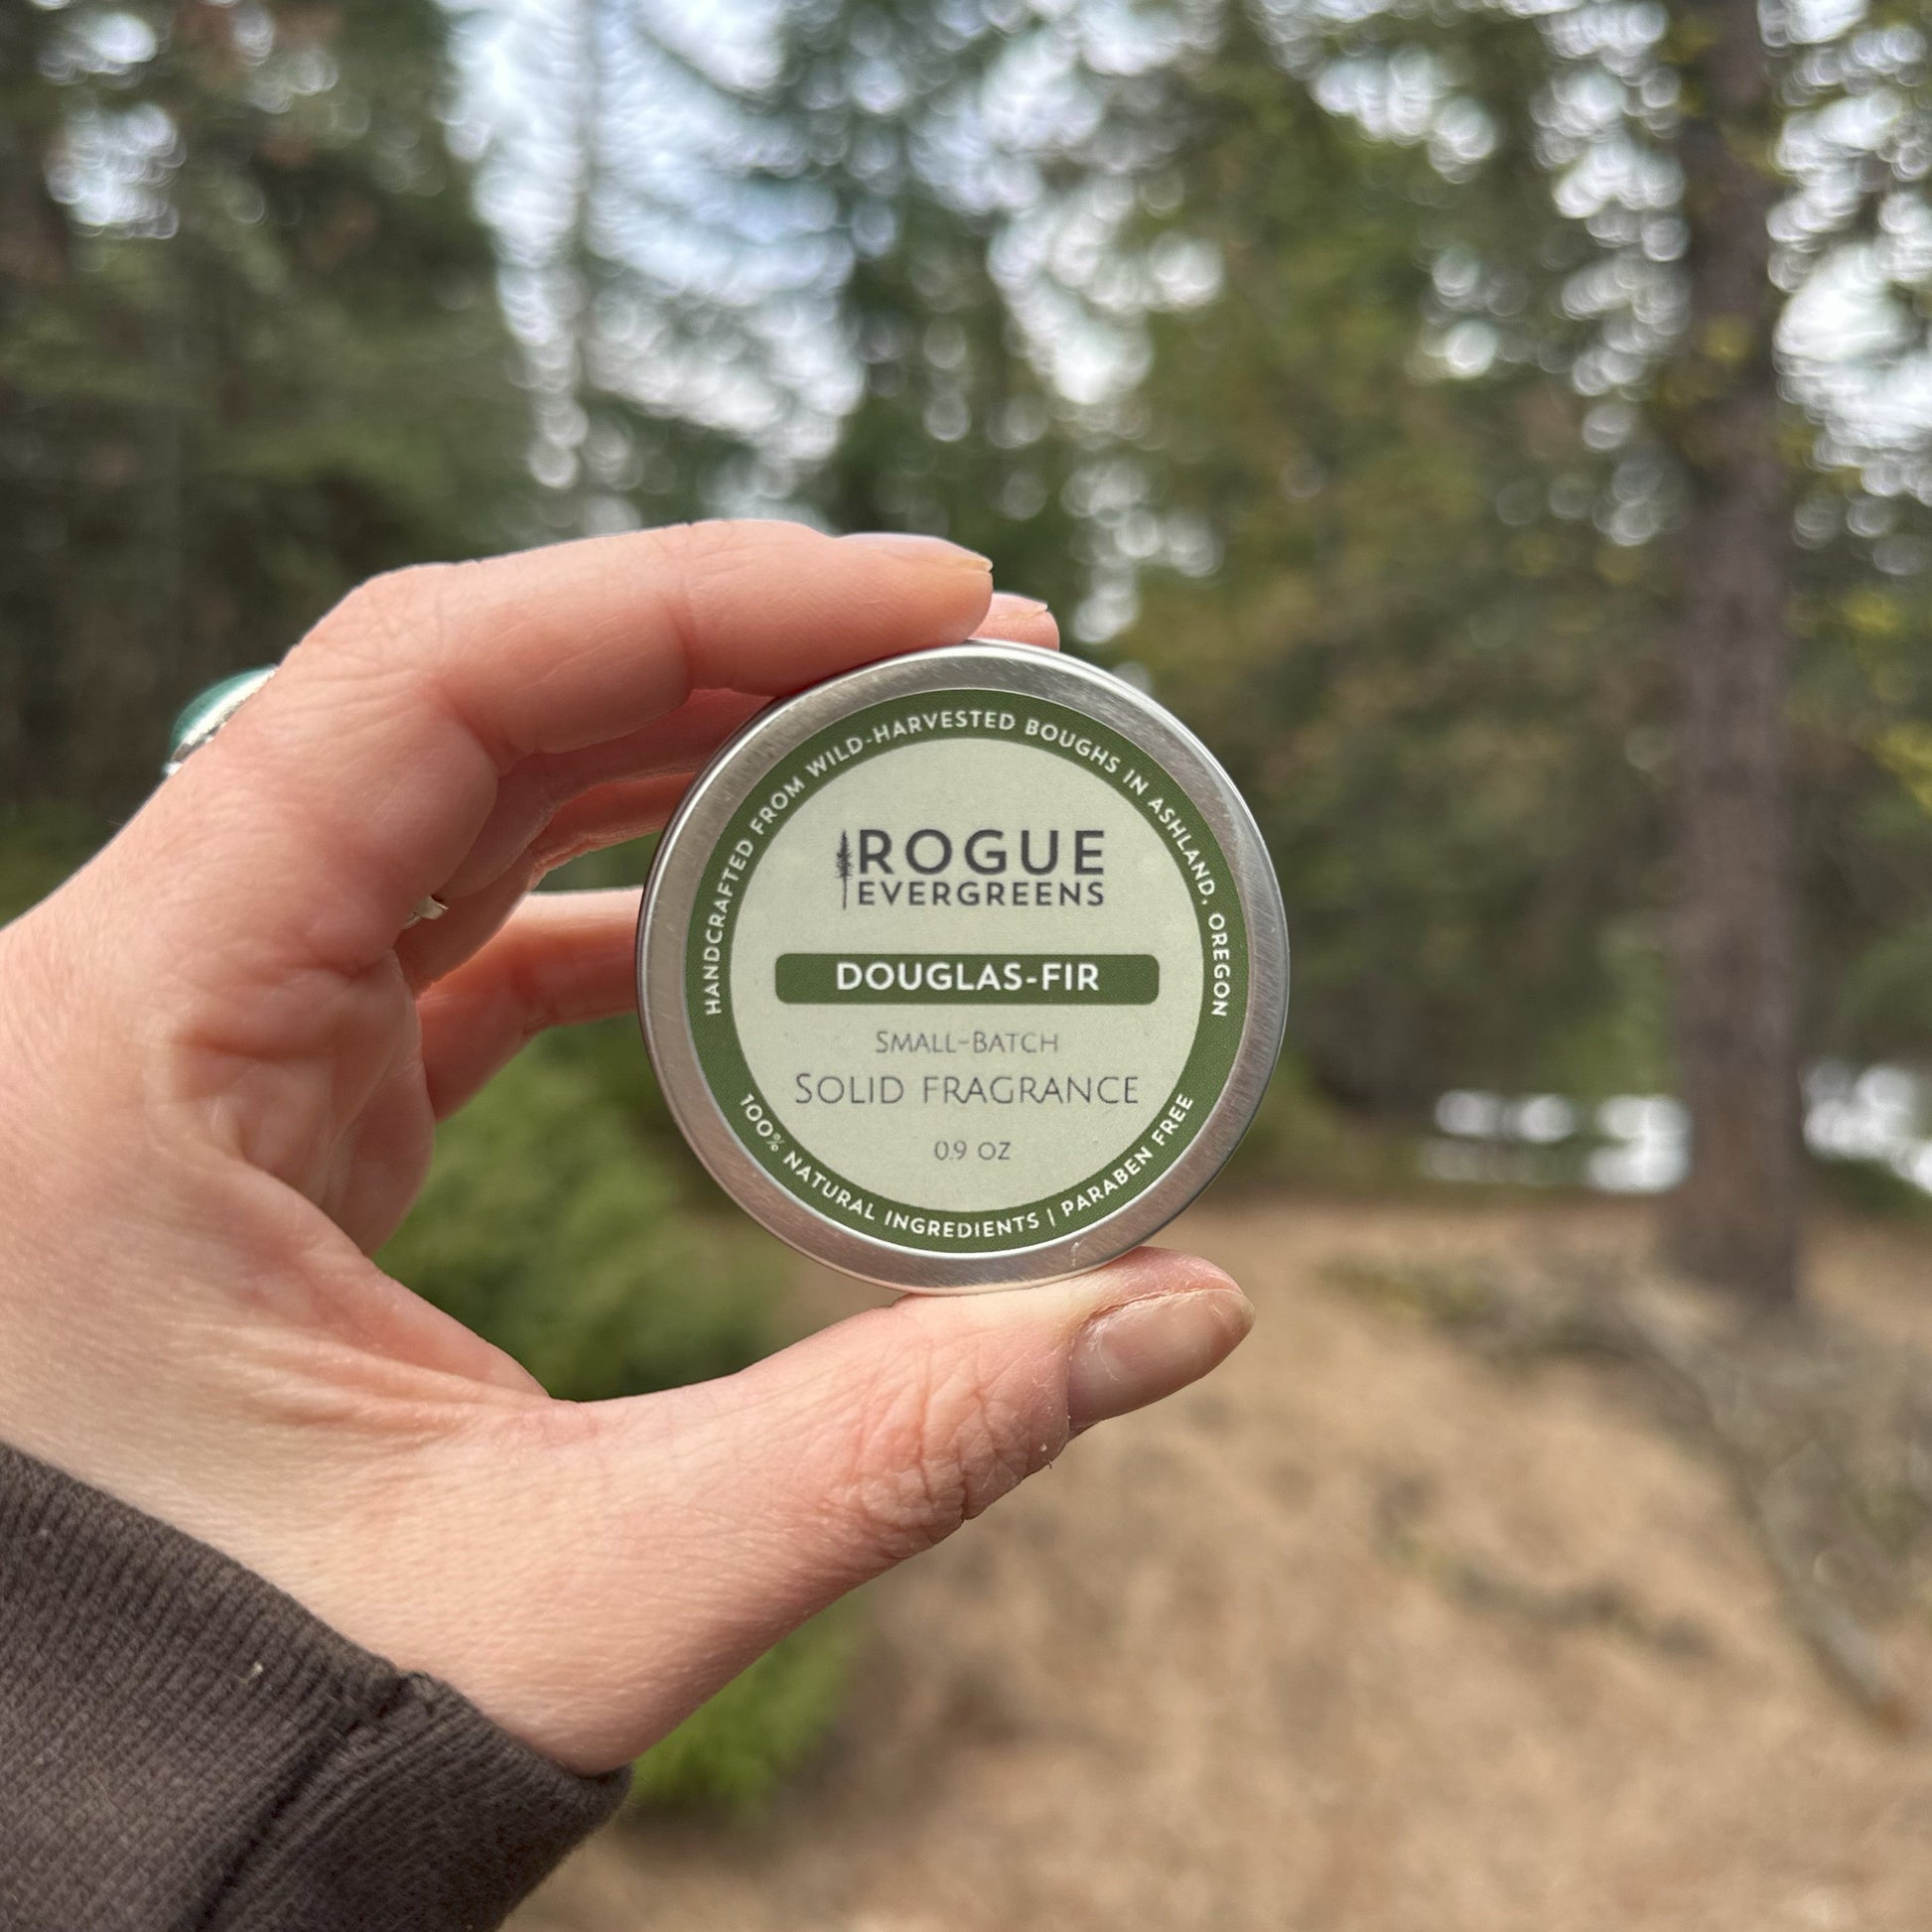 HANDCRAFTED FROM WILD-HARVESTED BOUGHS IN ASHLAND, OREGON
ROGUE
EVERGREENS
DOUGLAS-FIR
SMALL-BATCH
SOLID FRAGRANCE
0.9 OZ
100% NATURAL INGREDIENTS | PARABEN FREE